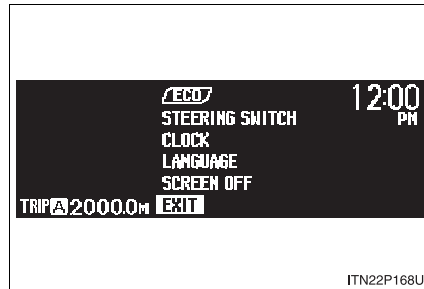 ECO 12:00
STEERING SWITCH PM
CLOCK
LANGUAGE
SCREEN OFF
TRIP A 2000.0M EXIT
ITN22P168U